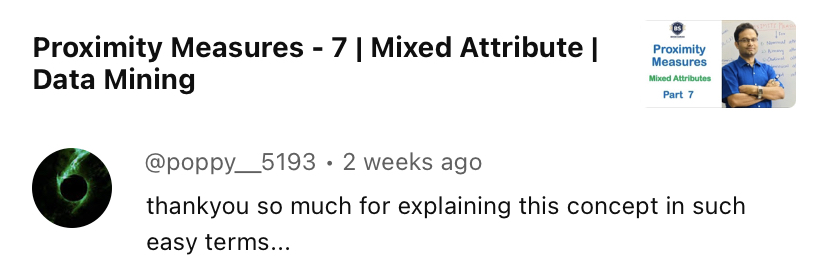 Proximity Measures - 7 | Mixed Attribute |
Data Mining
BS
Proximity
Measures
Mixed Attributes
Part 7
@poppy__5193 • 2 weeks ago
thankyou so much for explaining this concept in such
easy terms...